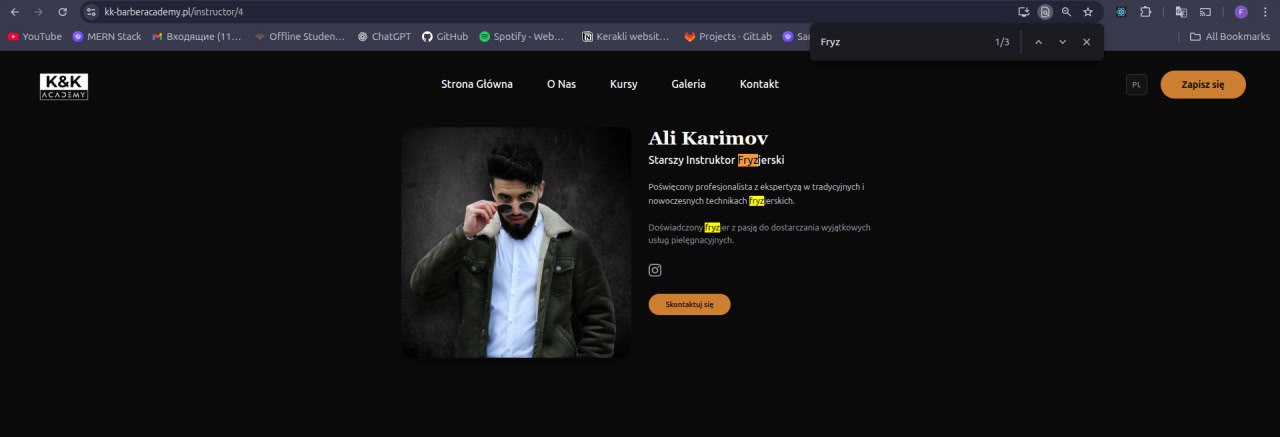 kk-barberacademy.pl/instructor/4
YouTube MERN Stack Входящие (11... Offline Studen... ChatGPT GitHub Spotify - Web... Kerakli websit... Projects · GitLab San All Bookmarks
Fryz 1/3
F
K&K
ACADEMY
Strona Główna O Nas Kursy Galeria Kontakt
PL Zapisz się
Ali Karimov
Starszy Instruktor Fryzjerski
Poświęcony profesjonalista z ekspertyzą w tradycyjnych i
nowoczesnych technikach fryzjerskich.
Doświadczony fryzjer z pasją do dostarczania wyjątkowych
usług pielęgnacyjnych.
Skontaktuj się